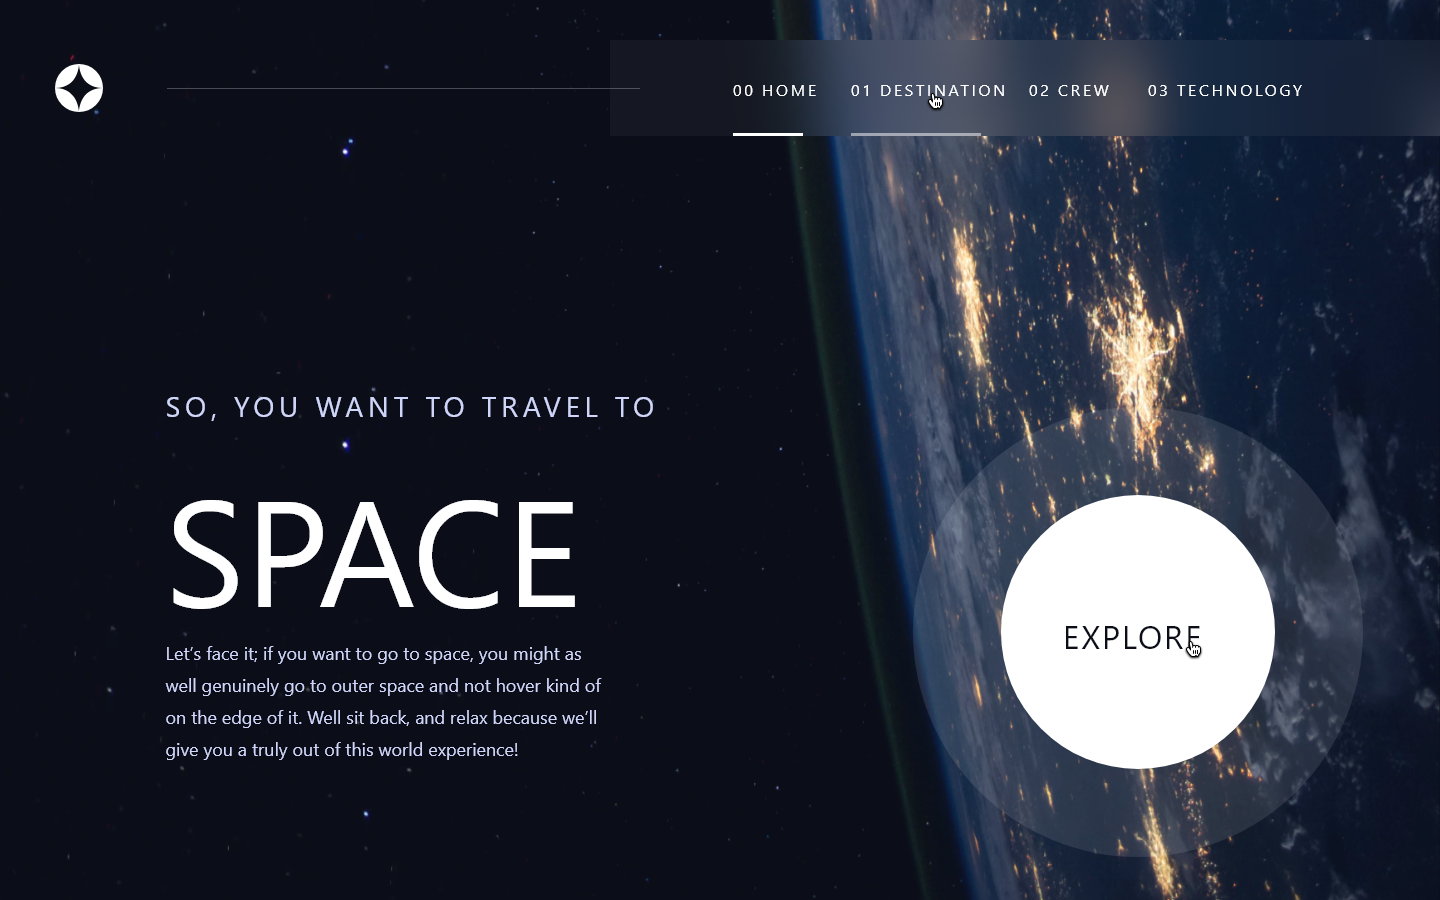 00 HOME 01 DESTINATION 02 CREW 03 TECHNOLOGY
SO, YOU WANT TO TRAVEL TO
SPACE
Let’s face it; if you want to go to space, you might as
well genuinely go to outer space and not hover kind of
on the edge of it. Well sit back, and relax because we’ll
give you a truly out of this world experience!
EXPLORE